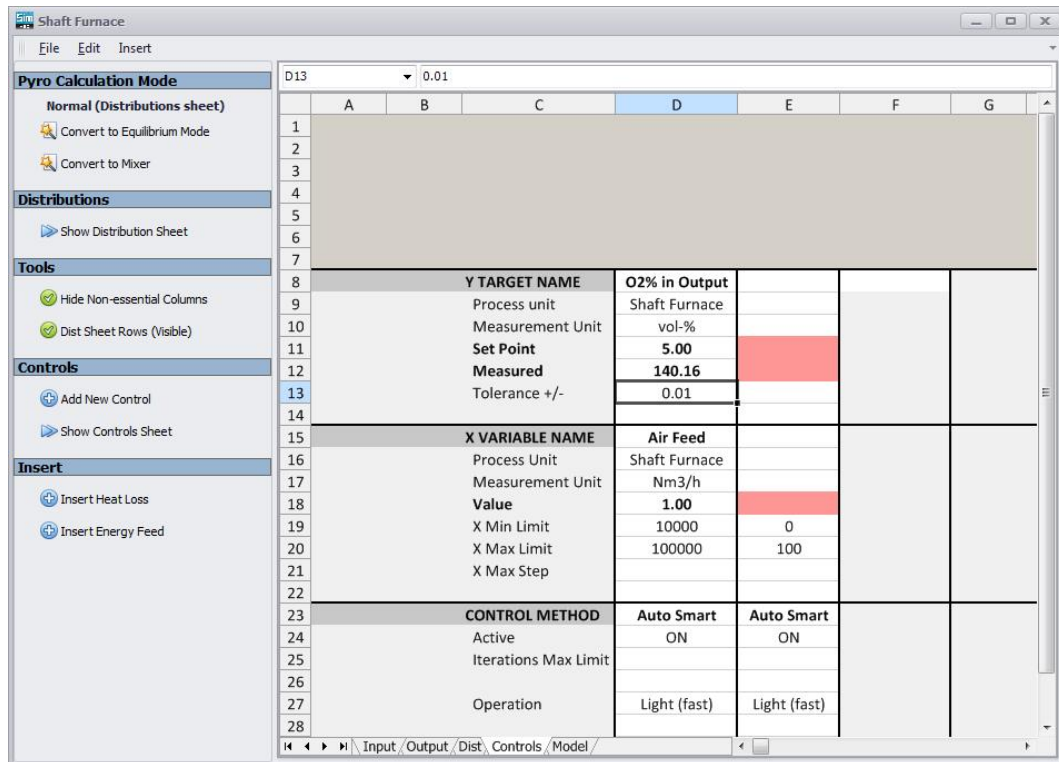 Sim
Shaft Furnace
File Edit Insert
Pyro Calculation Mode
Normal (Distributions sheet)
Convert to Equilibrium Mode
Convert to Mixer
Distributions
Show Distribution Sheet
Tools
Hide Non-essential Columns
Dist Sheet Rows (Visible)
Controls
Add New Control
Show Controls Sheet
Insert
Insert Heat Loss
Insert Energy Feed
D13 0.01
A B C D E F G
1
2
3
4
5
6
7
8 Y TARGET NAME O2% in Output
9 Process unit Shaft Furnace
10 Measurement Unit vol-%
11 Set Point 5.00
12 Measured 140.16
13 Tolerance +/- 0.01
14
15 X VARIABLE NAME Air Feed
16 Process Unit Shaft Furnace
17 Measurement Unit Nm3/h
18 Value 1.00
19 X Min Limit 10000 0
20 X Max Limit 100000 100
21 X Max Step
22
23 CONTROL METHOD Auto Smart Auto Smart
24 Active ON ON
25 Iterations Max Limit
26
27 Operation Light (fast) Light (fast)
28
Input Output Dist Controls Model